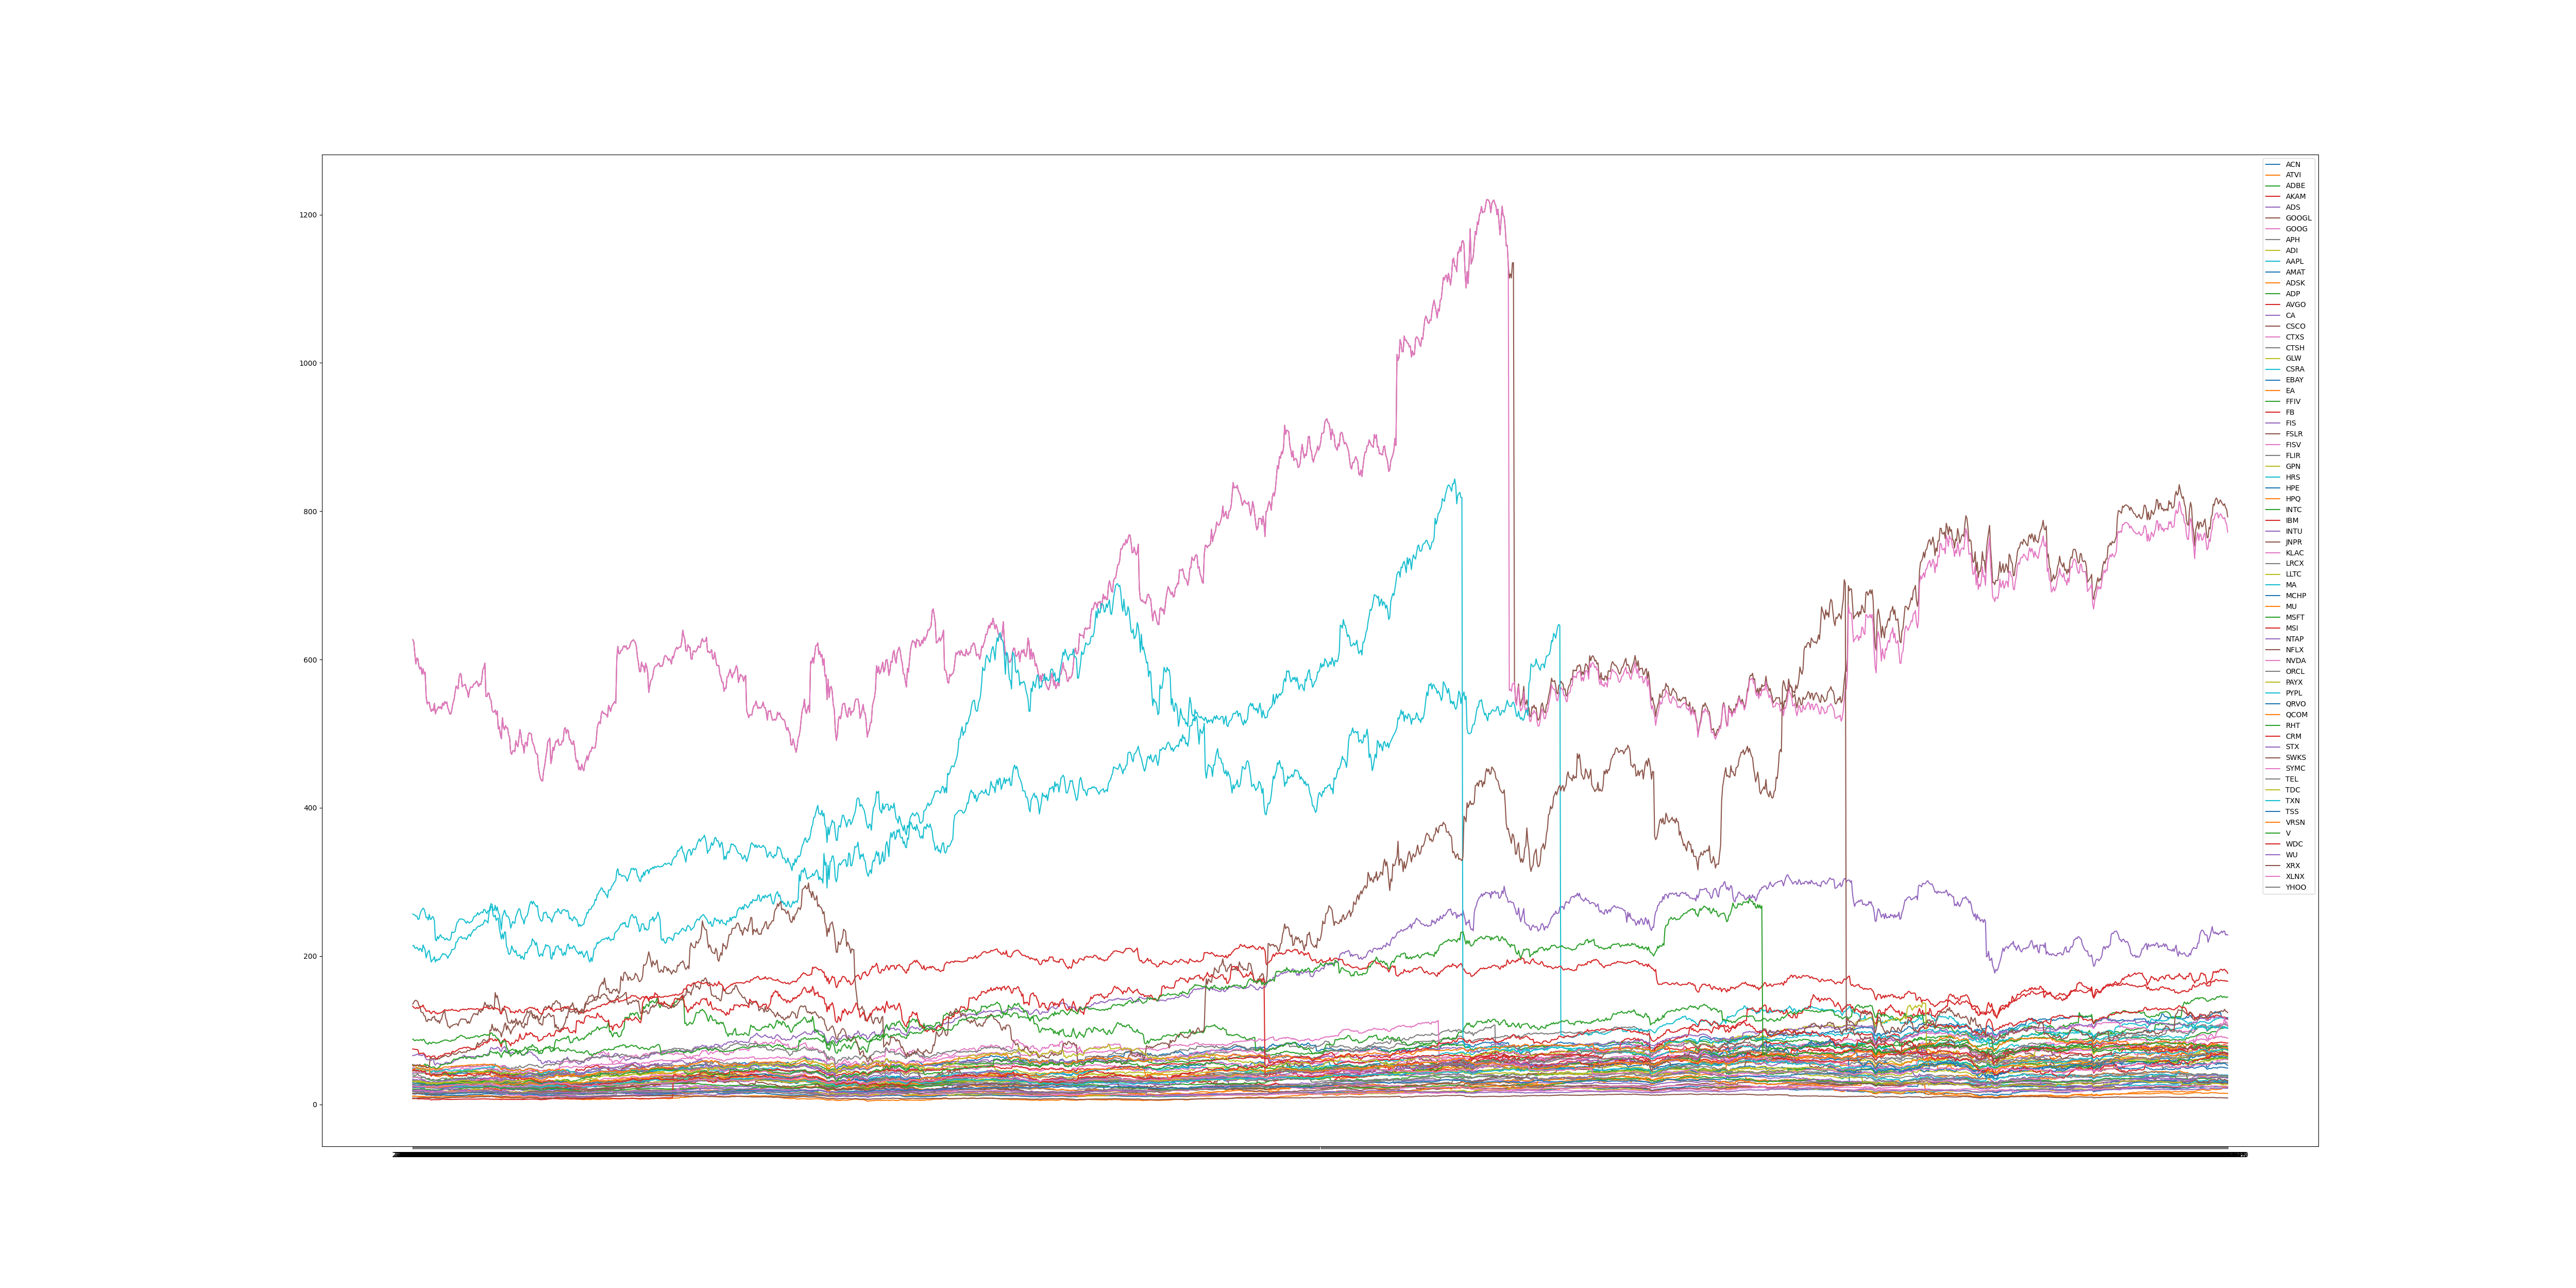 1200
1000
800
600
400
200
0
ACN
ATVI
ADBE
AKAM
ADS
GOOGL
GOOG
APH
ADI
AAPL
AMAT
ADSK
ADP
AVGO
CA
CSCO
CTXS
CTSH
GLW
CSRA
EBAY
EA
FFIV
FB
FIS
FSLR
FISV
FLIR
GPN
HRS
HPE
HPQ
INTC
IBM
INTU
JNPR
KLAC
LRCX
LLTC
MA
MCHP
MU
MSFT
MSI
NTAP
NFLX
NVDA
ORCL
PAYX
PYPL
QRVO
QCOM
RHT
CRM
STX
SWKS
SYMC
TEL
TDC
TXN
TSS
VRSN
V
WDC
WU
XRX
XLNX
YHOO